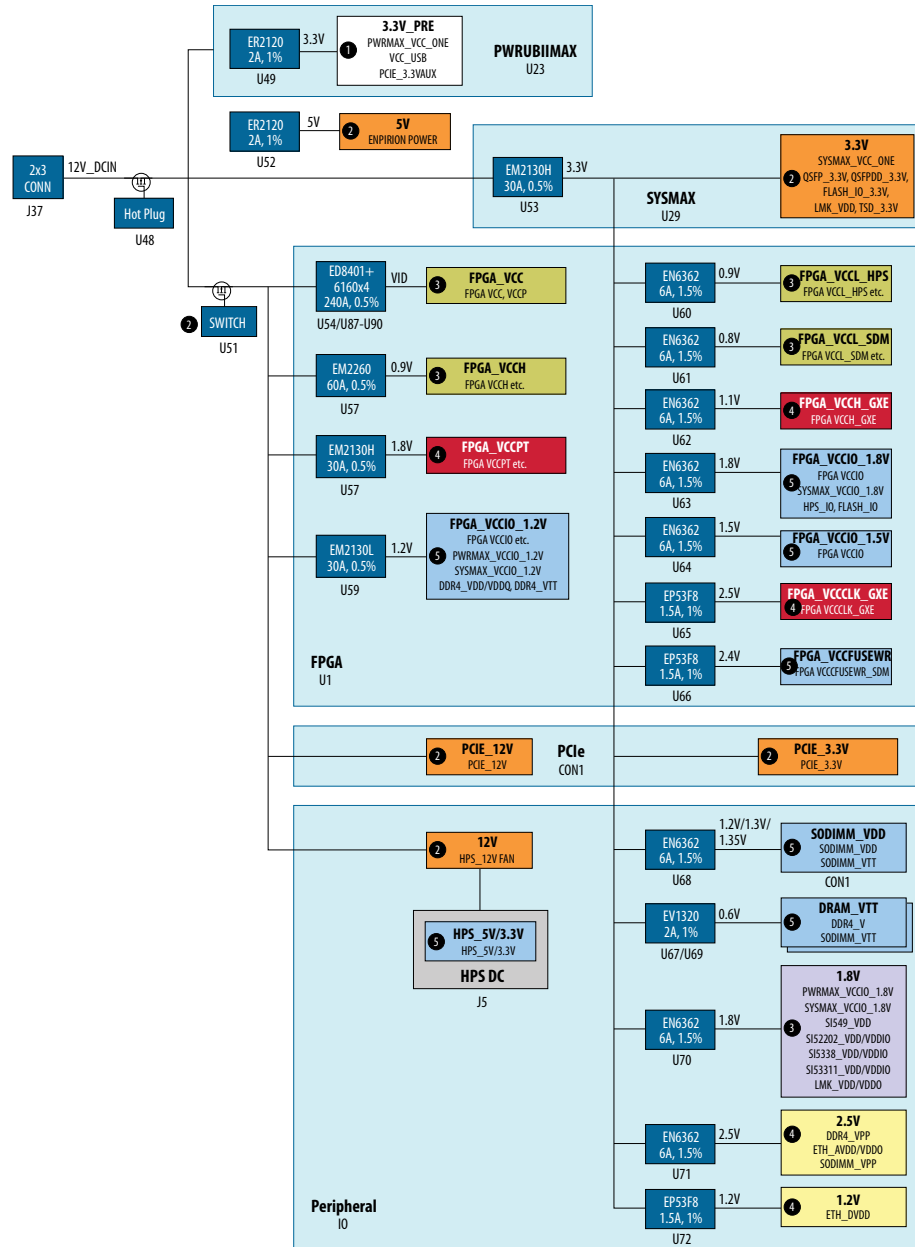 ER2120
2A, 1%
U49
3.3V
1
3.3V_PRE
PWRMAX_VCC_ONE
VCC_USB
PCIE_3.3VAUX
PWRUBIIMAX
U23
ER2120
2A, 1%
U52
5V
2
5V
ENPIRION POWER
2x3
CONN
J37
12V_DCIN
Hot Plug
U48
EM2130H
30A, 0.5%
U53
3.3V
SYSMAX
U29
2
3.3V
SYSMAX_VCC_ONE
QSFP_3.3V, QSFPDD_3.3V,
FLASH_IO_3.3V,
LMK_VDD, TSD_3.3V
2
SWITCH
U51
ED8401+
6160x4
240A, 0.5%
U54/U87-U90
VID
3
FPGA_VCC
FPGA VCC, VCCP
EM2260
60A, 0.5%
U57
0.9V
3
FPGA_VCCH
FPGA VCCH etc.
EM2130H
30A, 0.5%
U57
1.8V
4
FPGA_VCCPT
FPGA VCCPT etc.
EM2130L
30A, 0.5%
U59
1.2V
5
FPGA_VCCIO_1.2V
FPGA VCCIO etc.
PWRMAX_VCCIO_1.2V
SYSMAX_VCCIO_1.2V
DDR4_VDD/VDDQ, DDR4_VTT
FPGA
U1
EN6362
6A, 1.5%
U60
0.9V
3
FPGA_VCCL_HPS
FPGA VCCL_HPS etc.
EN6362
6A, 1.5%
U61
0.8V
3
FPGA_VCCL_SDM
FPGA VCCL_SDM etc.
EN6362
6A, 1.5%
U62
1.1V
4
FPGA_VCCH_GXE
FPGA VCCH_GXE
EN6362
6A, 1.5%
U63
1.8V
5
FPGA_VCCIO_1.8V
FPGA VCCIO
SYSMAX_VCCIO_1.8V
HPS_IO, FLASH_IO
EN6362
6A, 1.5%
U64
1.5V
5
FPGA_VCCIO_1.5V
FPGA VCCIO
EP53F8
1.5A, 1%
U65
2.5V
4
FPGA_VCCCLK_GXE
FPGA VCCCLK_GXE
EP53F8
1.5A, 1%
U66
2.4V
5
FPGA_VCCFUSEWR
FPGA VCCCFUSEWR_SDM
2
PCIE_12V
PCIE_12V
PCIe
CON1
2
PCIE_3.3V
PCIE_3.3V
2
12V
HPS_12V FAN
5
HPS_5V/3.3V
HPS_5V/3.3V
HPS DC
J5
Peripheral
IO
EN6362
6A, 1.5%
U68
1.2V/1.3V/
1.35V
5
SODIMM_VDD
SODIMM_VDD
SODIMM_VTT
CON1
EV1320
2A, 1%
U67/U69
0.6V
5
DRAM_VTT
DDR4_V
SODIMM_VTT
EN6362
6A, 1.5%
U70
1.8V
3
1.8V
PWRMAX_VCCIO_1.8V
SYSMAX_VCCIO_1.8V
SI549_VDD
SI52202_VDD/VDDIO
SI5338_VDD/VDDIO
SI53311_VDD/VDDIO
LMK_VDD/VDDO
EN6362
6A, 1.5%
U71
2.5V
4
2.5V
DDR4_VPP
ETH_AVDD/VDDO
SODIMM_VPP
EP53F8
1.5A, 1%
U72
1.2V
4
1.2V
ETH_DVDD